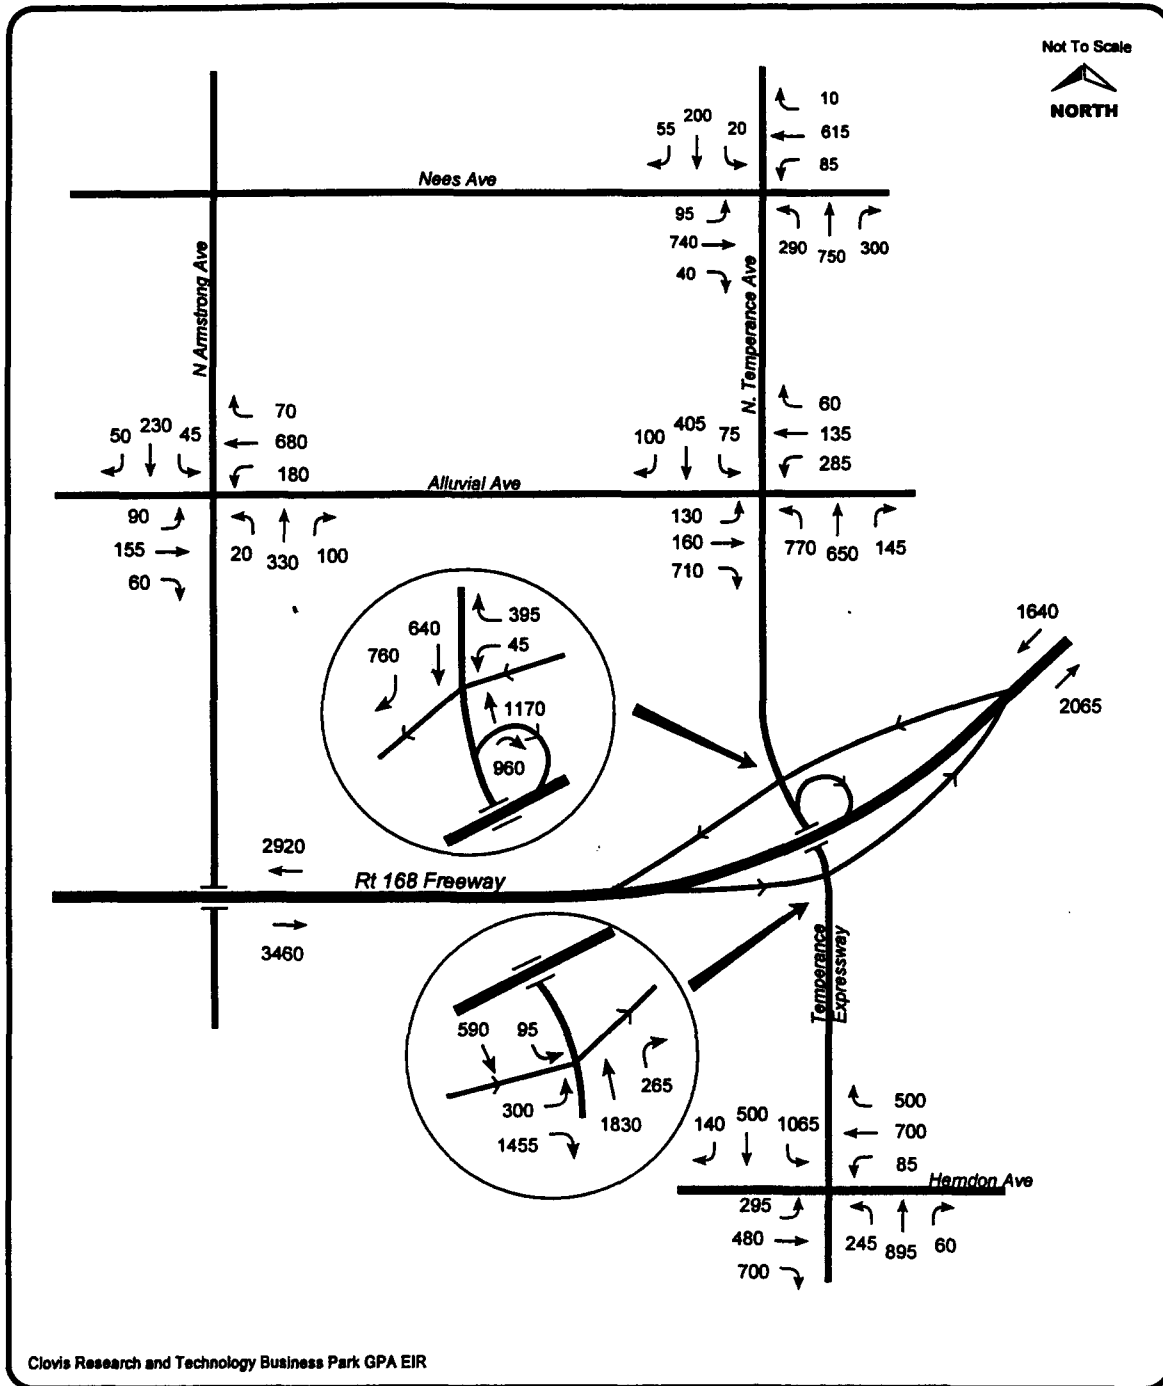 Not To Scale
NORTH
10
55 200 20
615
85
Nees Ave
95
740
290 750 300
40
N Armstrong Ave
N. Temperance Ave
70
50 230 45
680
180
60
100 405 75
135
285
Alluvial Ave
90
155
20 330 100
60
130
160
770 650 145
710
395
640
45
760
1170
960
1640
2065
2920
Rt 168 Freeway
3460
Temperance
Expressway
590 95
265
300
1830
1455
500
140 500 1065
700
85
Herndon Ave
295
480
245 895 60
700
Clovis Research and Technology Business Park GPA EIR